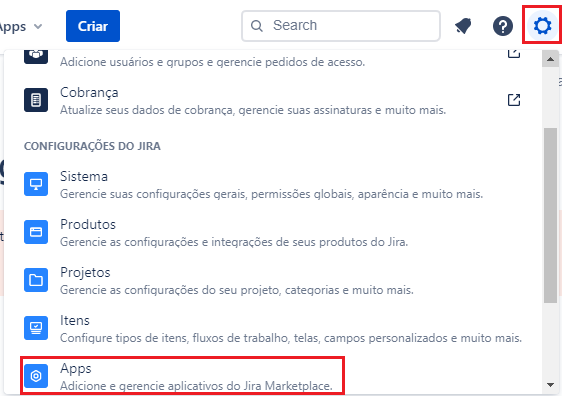 Apps
Criar
Search
Adicione usuários e grupos e gerencie pedidos de acesso.
Cobrança
Atualize seus dados de cobrança, gerencie suas assinaturas e muito mais.
CONFIGURAÇÕES DO JIRA
Sistema
Gerencie suas configurações gerais, permissões globais, aparência e muito mais.
Produtos
Gerencie as configurações e integrações de seus produtos do Jira.
Projetos
Gerencie as configurações do seu projeto, categorias e muito mais.
Itens
Configure tipos de itens, fluxos de trabalho, telas, campos personalizados e muito mais.
Apps
Adicione e gerencie aplicativos do Jira Marketplace.